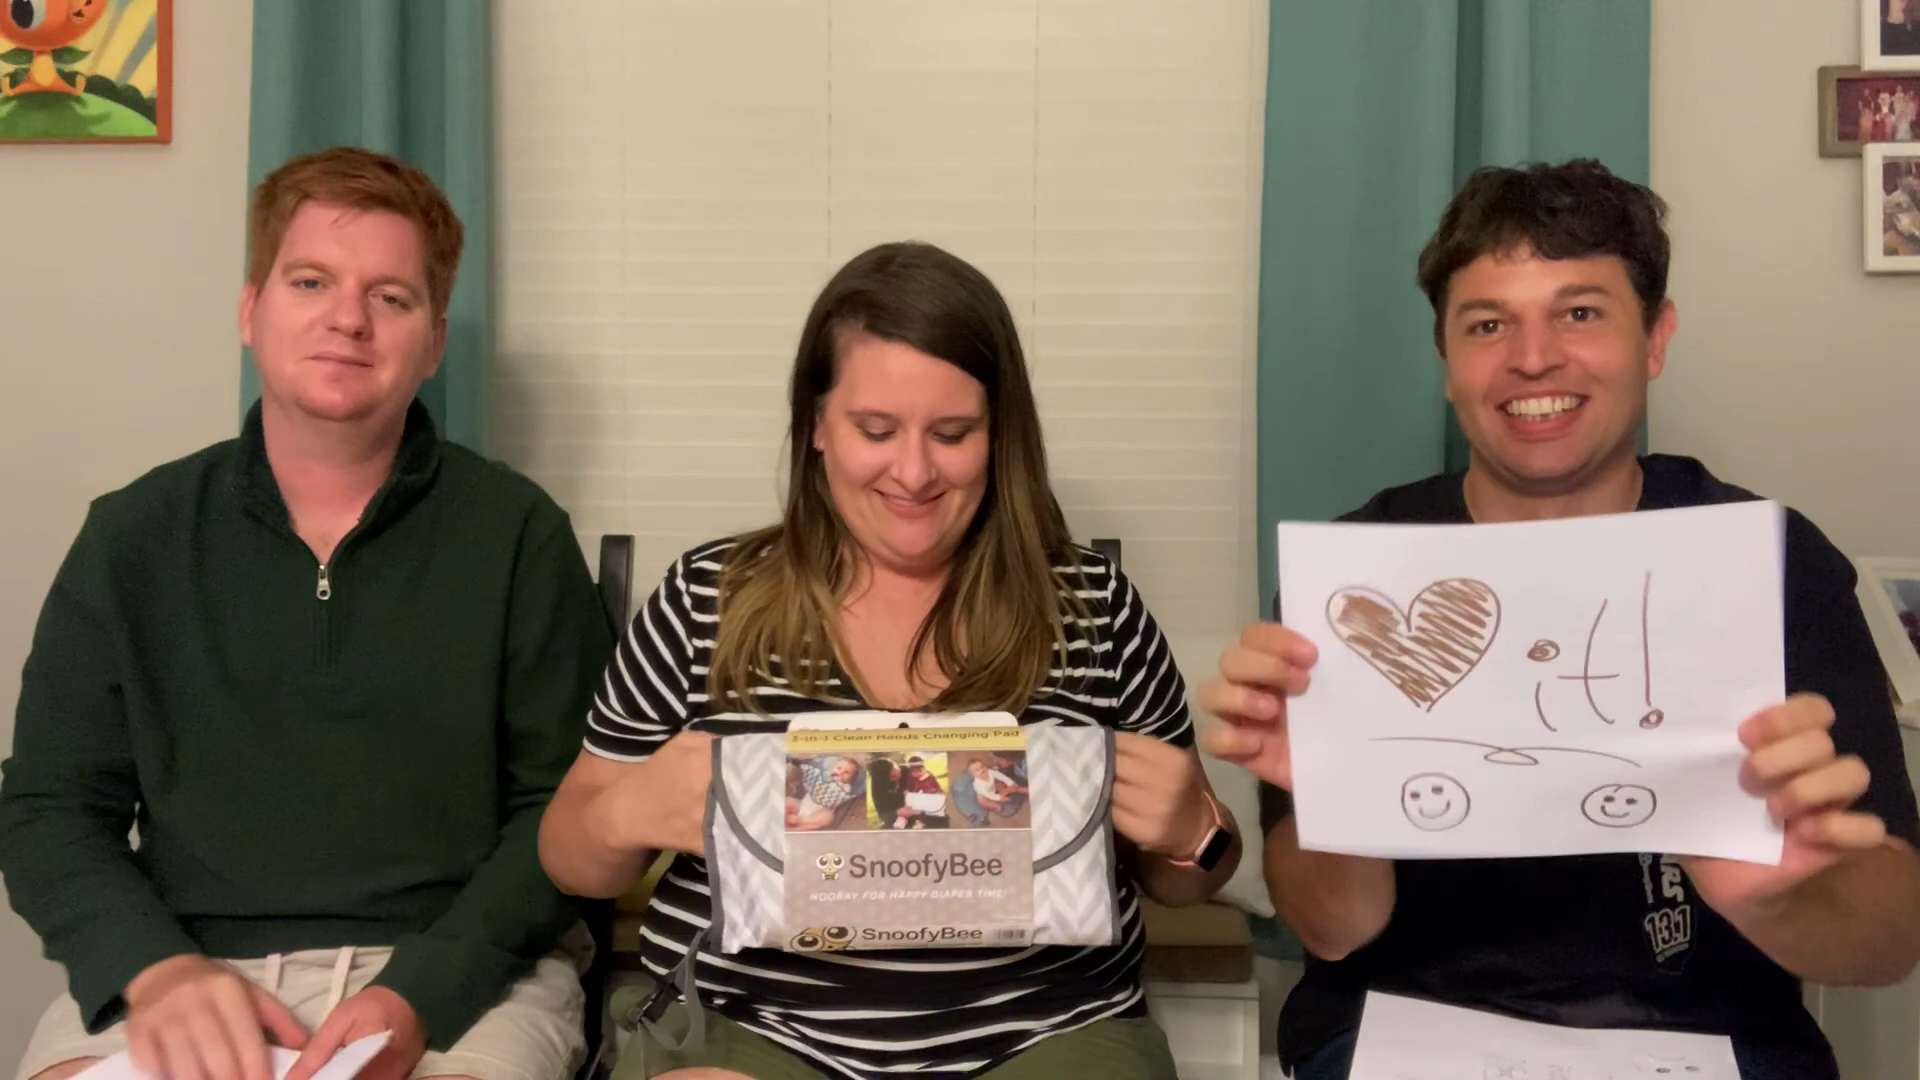 3-in-1 Clean Hands Changing Pad
SnoofyBee
HOORAY FOR HAPPY DIAPER TIME!
SnoofyBee
it!
13.1